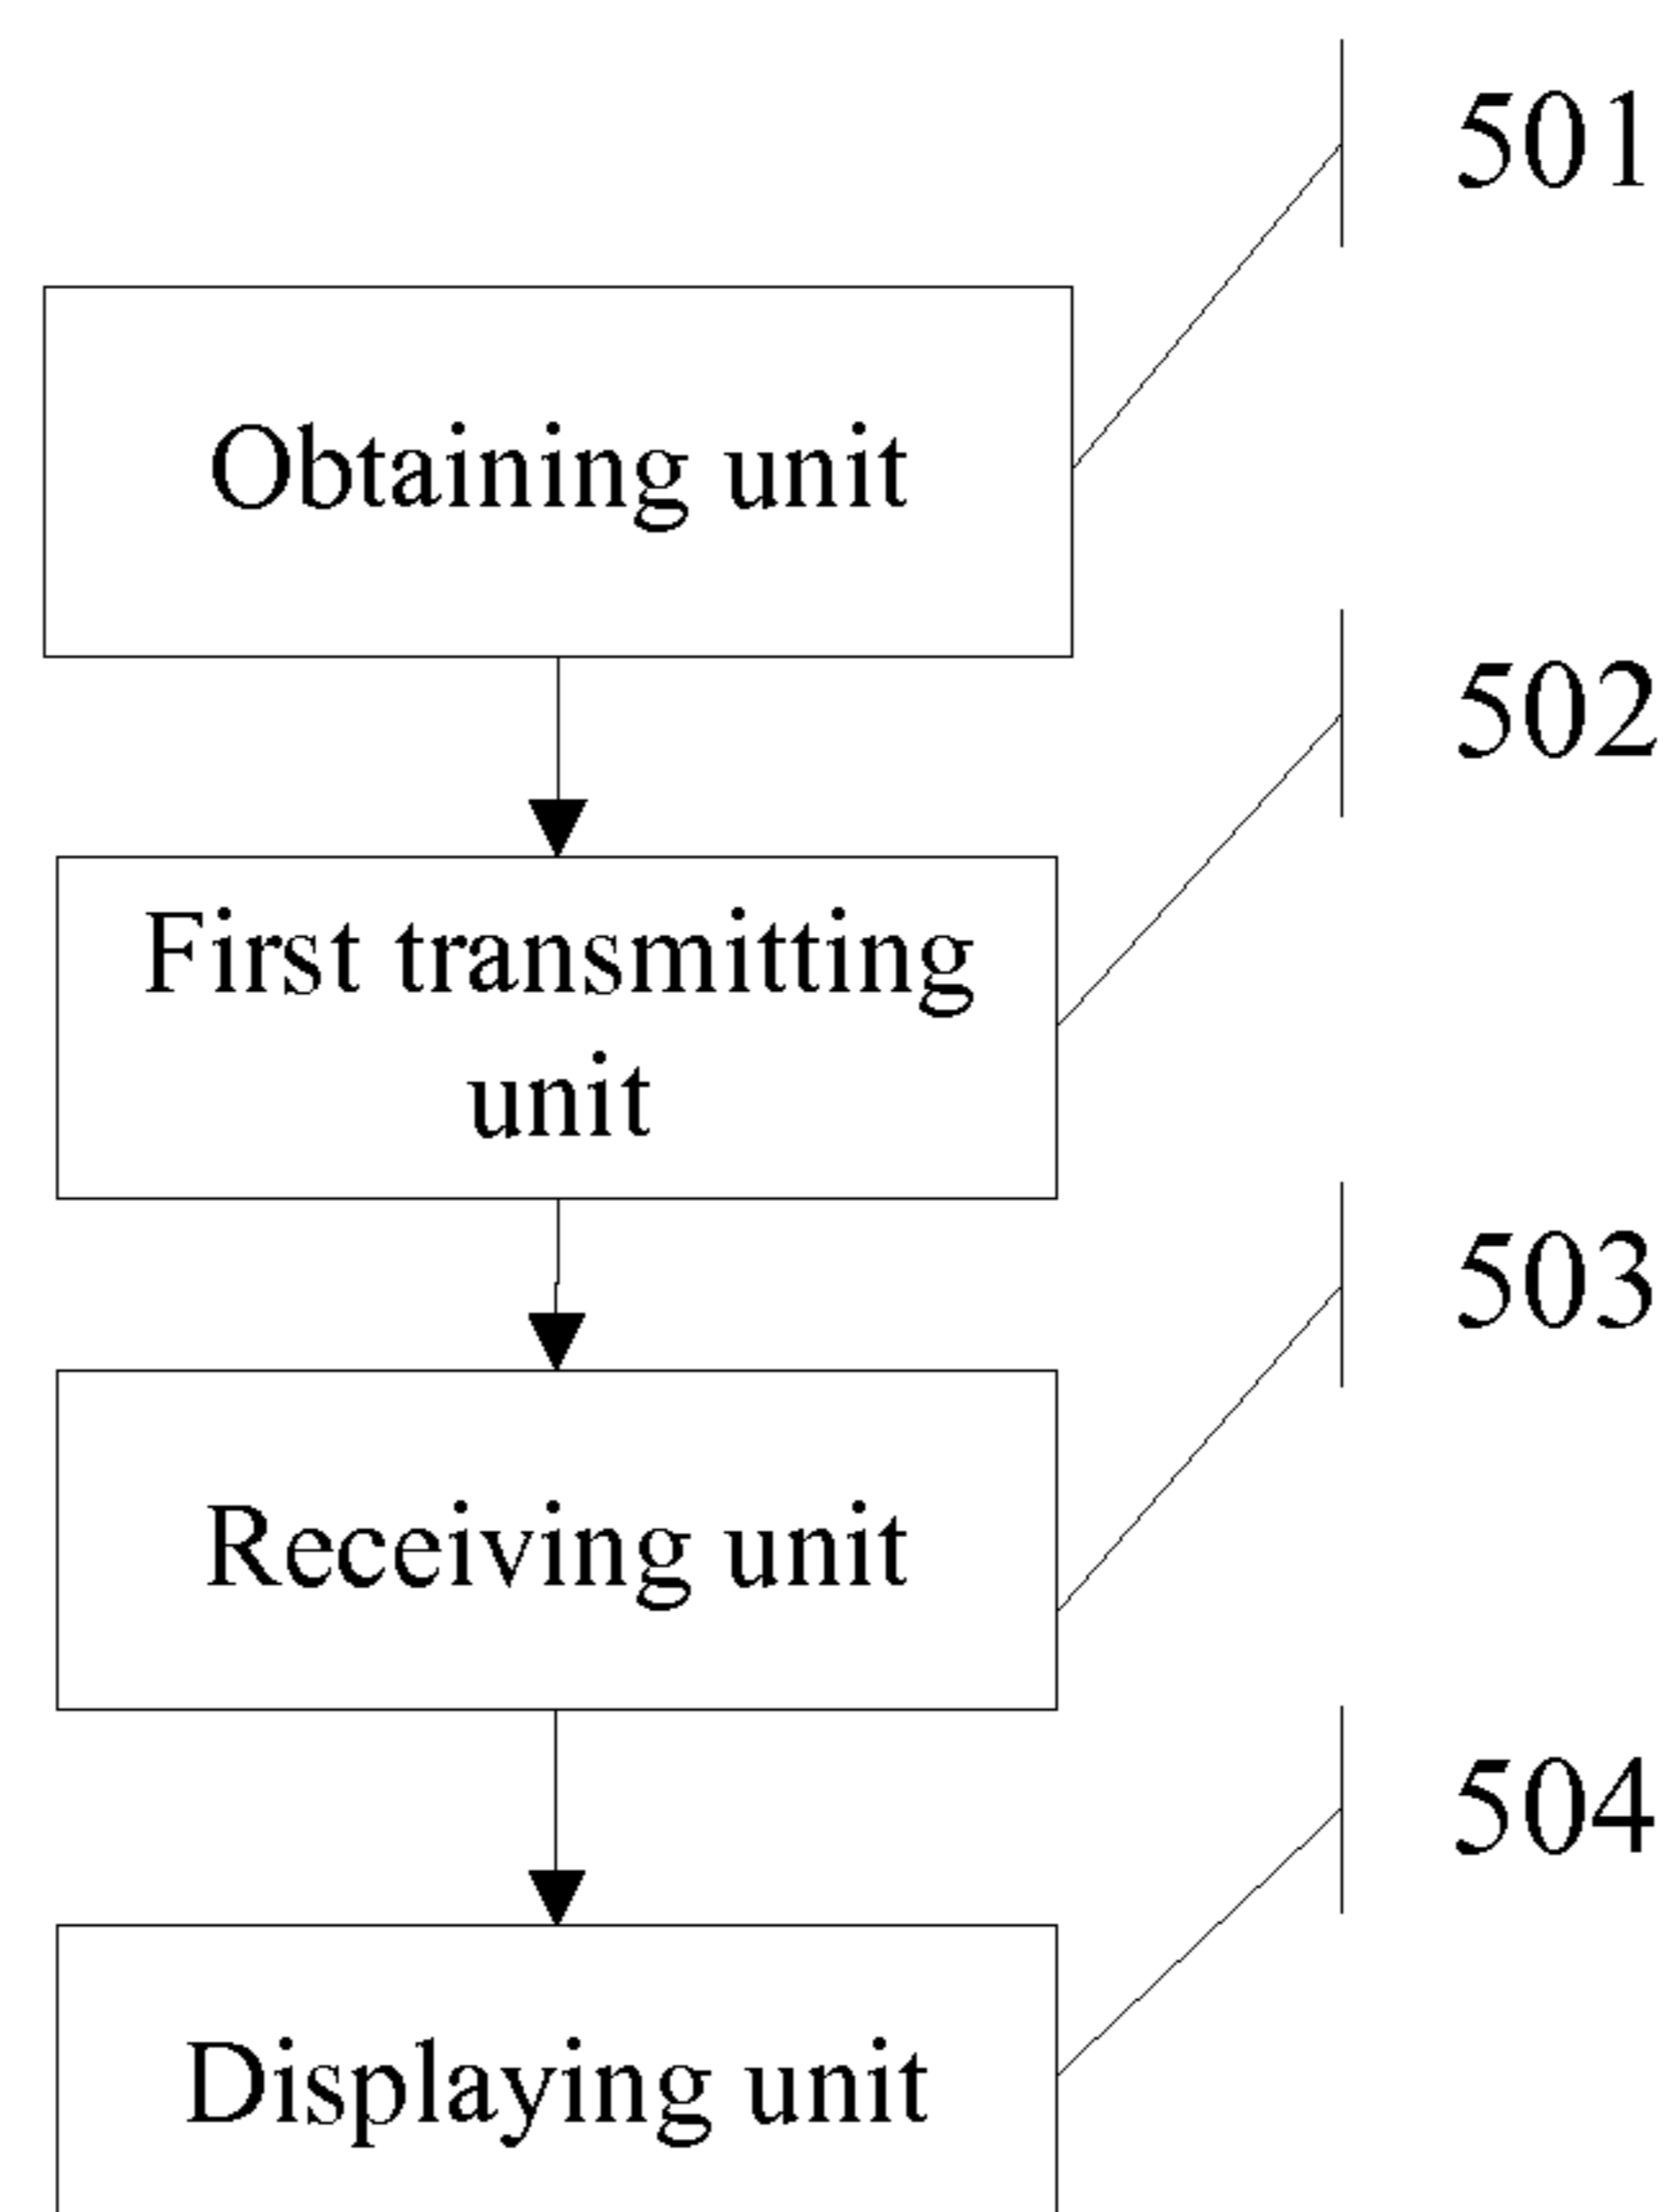 501
Obtaining unit
502
First transmitting
unit
503
Receiving unit
504
Displaying unit